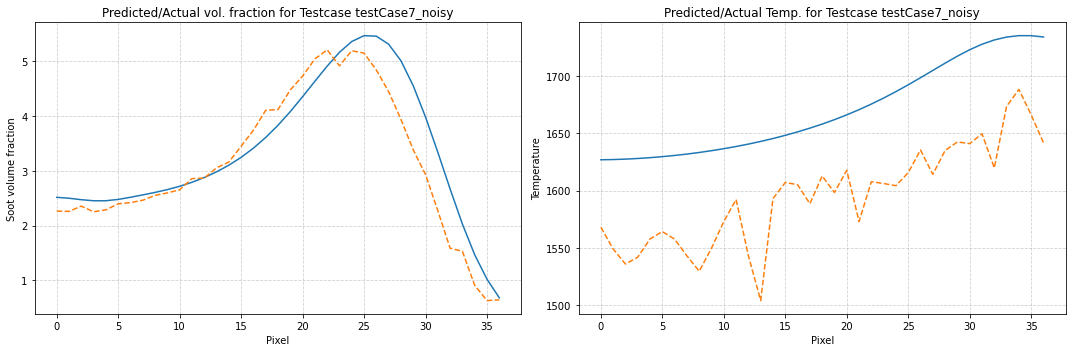 Predicted/Actual vol. fraction for Testcase testCase7_noisy
Soot volume fraction
5
4
3
2
1
0 5 10 15 20 25 30 35
Pixel
Predicted/Actual Temp. for Testcase testCase7_noisy
Temperature
1700
1650
1600
1550
1500
0 5 10 15 20 25 30 35
Pixel